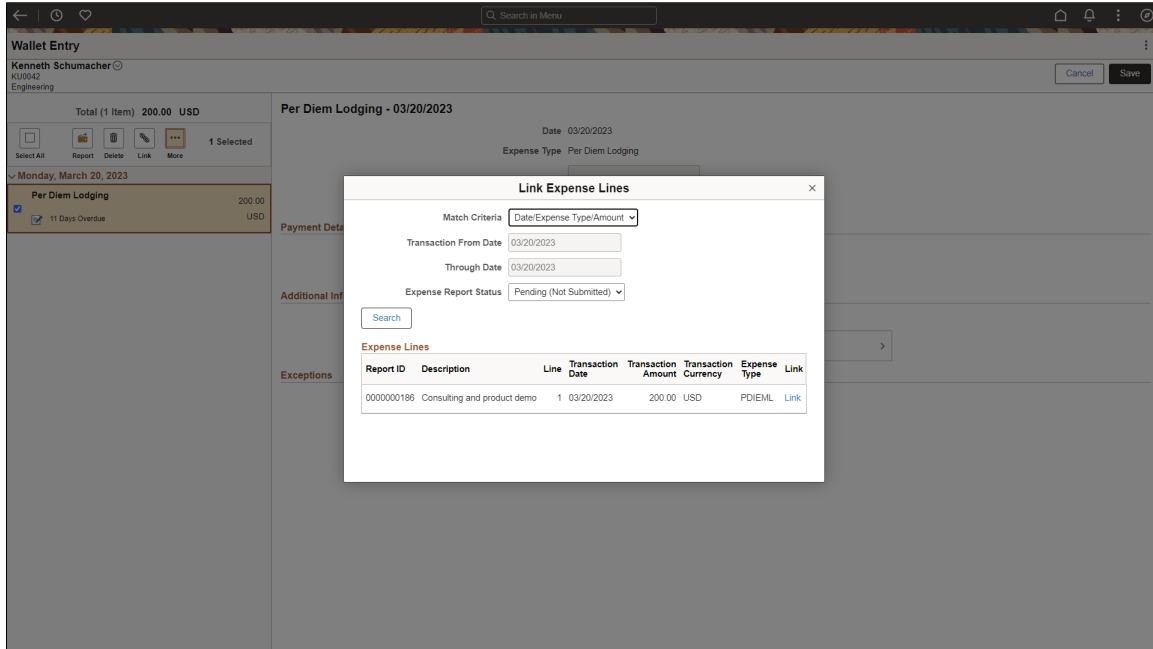 Search in Menu
Wallet Entry
Kenneth Schumacher
KU0042
Engineering
Cancel
Save
Total (1 Item) 200.00 USD
Select All
Report
Delete
Link
More
1 Selected
Monday, March 20, 2023
Per Diem Lodging
200.00
11 Days Overdue
USD
Per Diem Lodging - 03/20/2023
Date 03/20/2023
Expense Type Per Diem Lodging
Payment Deta
Additional Inf
Exceptions
Link Expense Lines
Match Criteria Date/Expense Type/Amount
Transaction From Date 03/20/2023
Through Date 03/20/2023
Expense Report Status Pending (Not Submitted)
Search
Expense Lines
Report ID Description Line Transaction Date Transaction Amount Transaction Currency Expense Type Link
0000000186 Consulting and product demo 1 03/20/2023 200.00 USD PDIEML Link